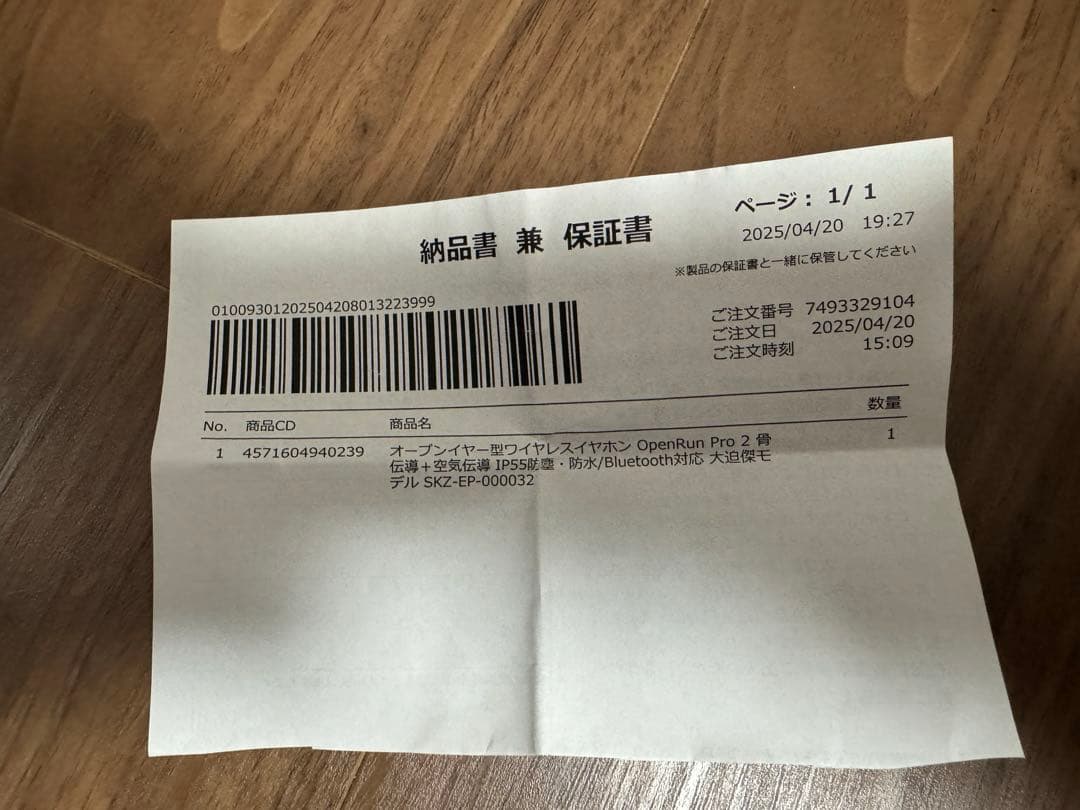 ページ： 1/ 1
納品書 兼 保証書
2025/04/20 19:27
※製品の保証書と一緒に保管してください
01009301202504208013223999
ご注文番号 7493329104
ご注文日 2025/04/20
ご注文時刻 15:09
No. 商品CD 商品名 数量
1 4571604940239 オープンイヤー型ワイヤレスイヤホン OpenRun Pro 2 骨 1
伝導＋空気伝導 IP55防塵・防水/Bluetooth対応 大迫傑モ
デル SKZ-EP-000032